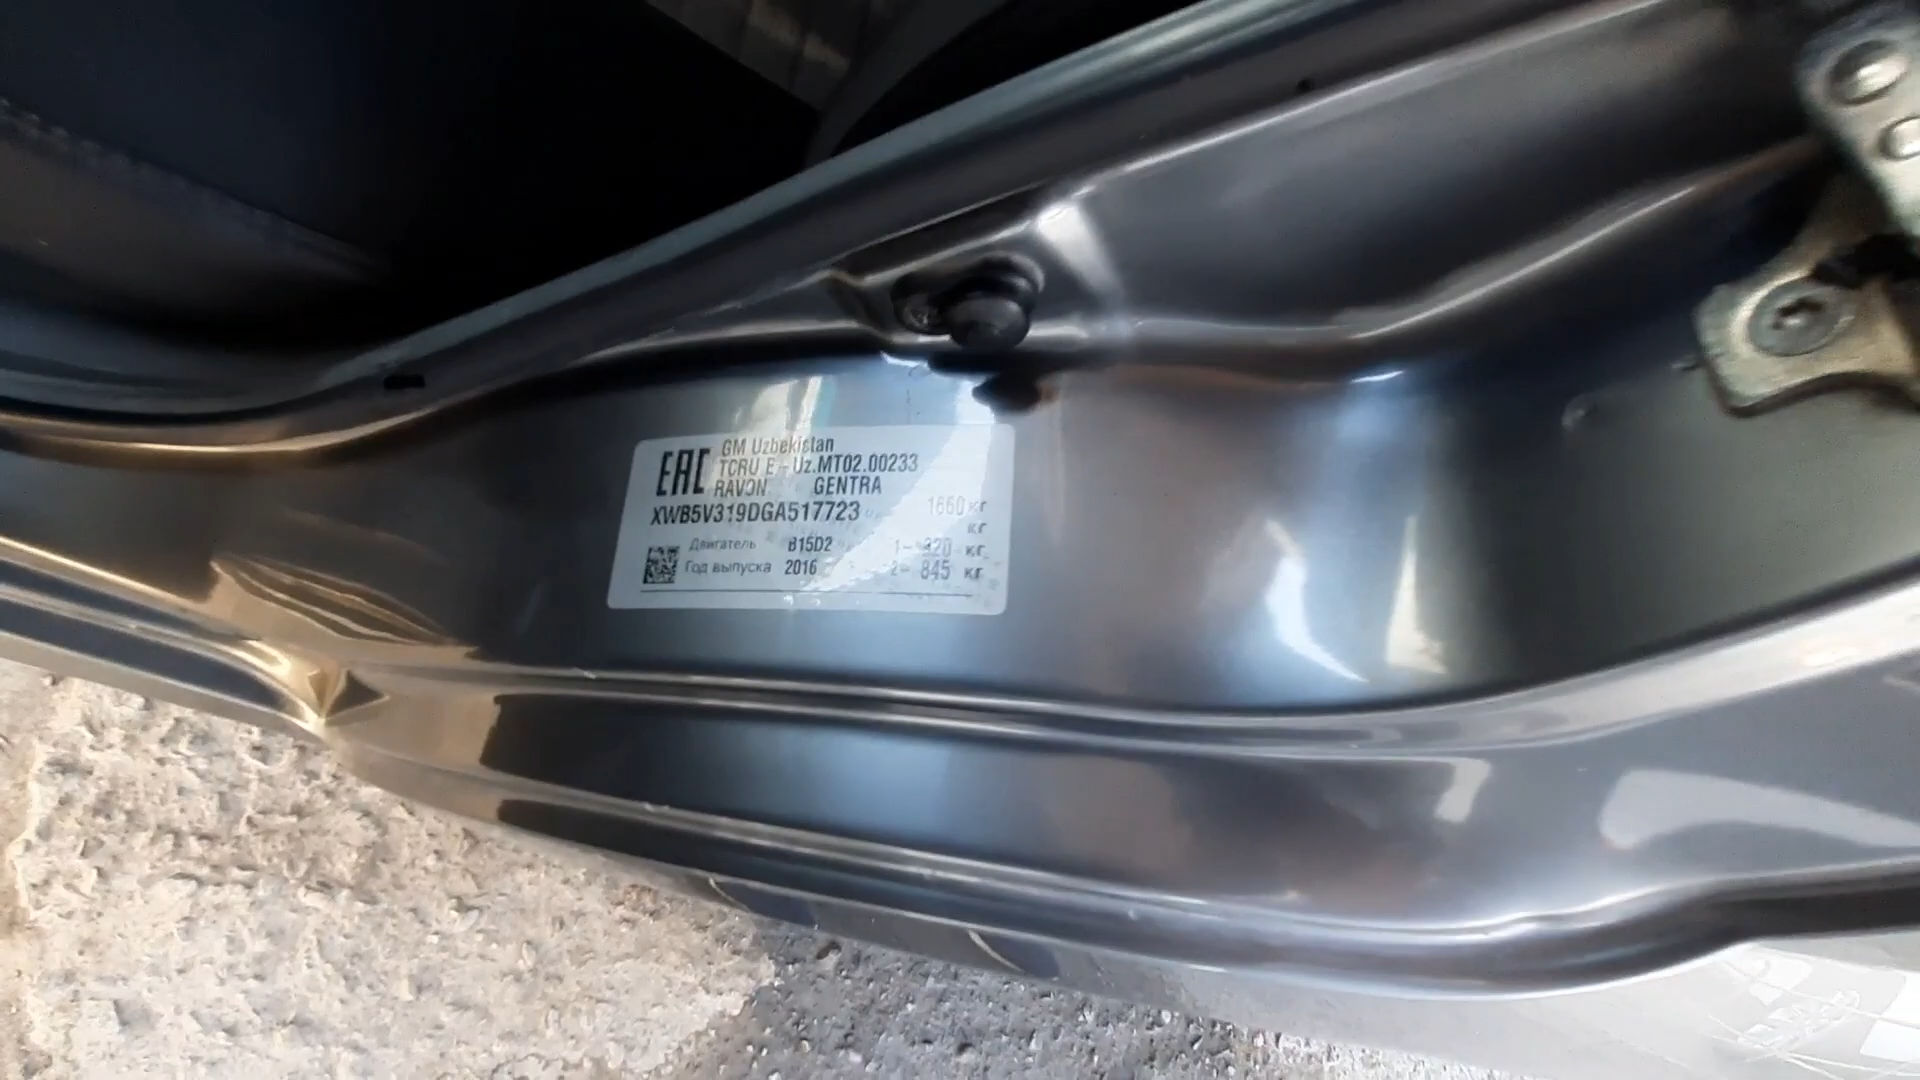 EAC
GM Uzbekistan
TCRU E-Uz.MT02.00233
RAVON GENTRA
XWB5V319DGA517723 1660 кг
кг
Двигатель B15D2 1- 820 кг
Год выпуска 2016 2- 845 кг